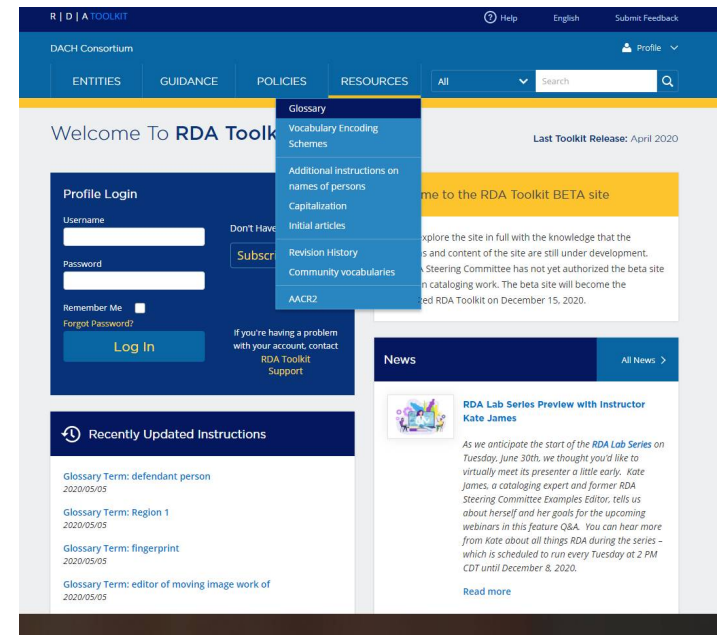 R | D | A TOOLKIT
Help English Submit Feedback
DACH Consortium
Profile
ENTITIES GUIDANCE POLICIES RESOURCES All Search
Glossary
Vocabulary Encoding
Schemes
Additional instructions on
names of persons
Capitalization
Initial articles
Revision History
Community vocabularies
AACR2
Welcome To RDA Toolk
Last Toolkit Release: April 2020
Profile Login
Username
Password
Remember Me
Forgot Password?
Log In
Don't Have
Subscri
If you're having a problem
with your account, contact
RDA Toolkit
Support
me to the RDA Toolkit BETA site
xplore the site in full with the knowledge that the
s and content of the site are still under development.
Steering Committee has not yet authorized the beta site
n cataloging work. The beta site will become the
zed RDA Toolkit on December 15, 2020.
News
All News
RDA Lab Series Preview with Instructor
Kate James
As we anticipate the start of the RDA Lab Series on
Tuesday, June 30th, we thought you'd like to
virtually meet its presenter a little early. Kate
James, a cataloging expert and former RDA
Steering Committee Examples Editor, tells us
about herself and her goals for the upcoming
webinars in this feature Q&A. You can hear more
from Kate about all things RDA during the series –
which is scheduled to run every Tuesday at 2 PM
CDT until December 8, 2020.
Read more
Recently Updated Instructions
Glossary Term: defendant person
2020/05/05
Glossary Term: Region 1
2020/05/05
Glossary Term: fingerprint
2020/05/05
Glossary Term: editor of moving image work of
2020/05/05